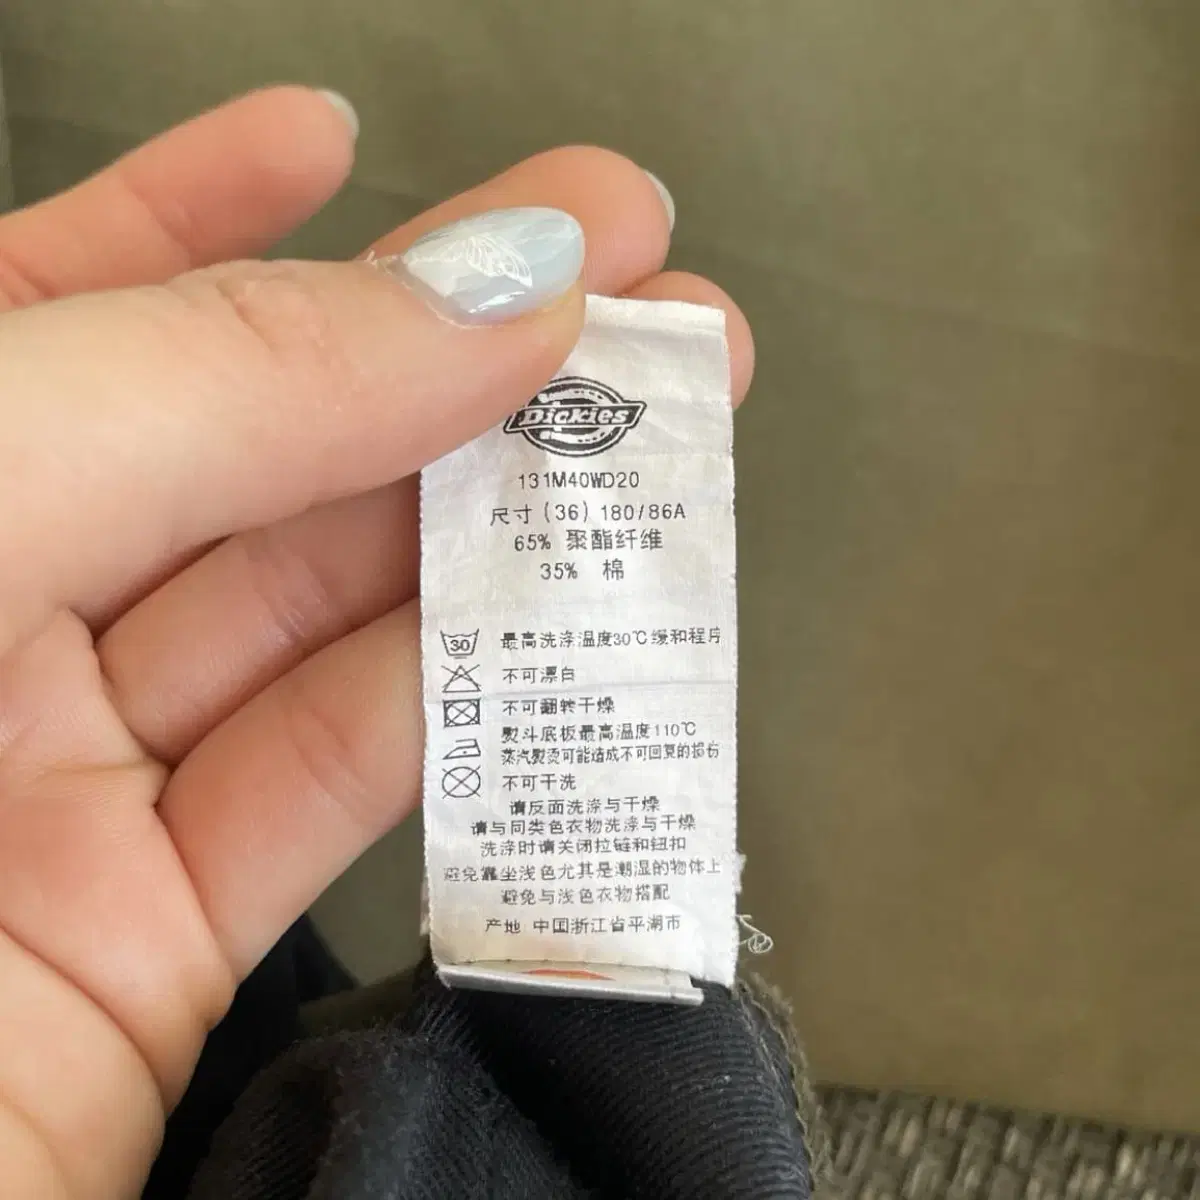 Dickies
131M40WD20
尺寸(36) 180/86A
65% 聚酯纤维
35% 棉
30 最高洗涤温度30℃缓和程序
不可漂白
不可翻转干燥
熨斗底板最高温度110℃
蒸汽熨烫可能造成不可回复的损伤
不可干洗
请反面洗涤与干燥
请与同类色衣物洗涤与干燥
洗涤时请关闭拉链和钮扣
避免靠坐浅色尤其是潮湿的物体上
避免与浅色衣物搭配
产地 中国浙江省平湖市